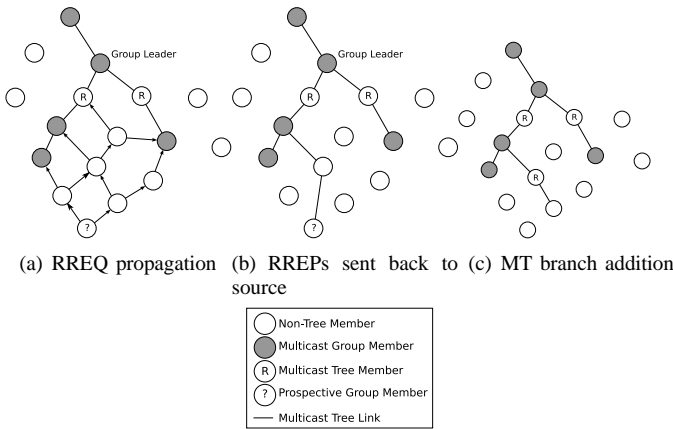 Group Leader
Group Leader
R
R
R
R
R
R
R
?
?
(a) RREQ propagation
(b) RREPs sent back to source
(c) MT branch addition
Non-Tree Member
Multicast Group Member
R Multicast Tree Member
? Prospective Group Member
Multicast Tree Link